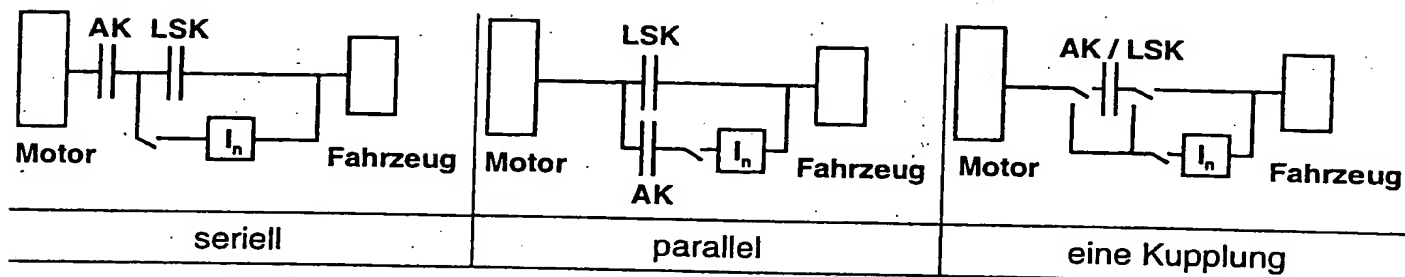 AK LSK
I_n
Motor
Fahrzeug
seriell
LSK
I_n
Motor
Fahrzeug
AK
parallel
AK / LSK
I_n
Motor
Fahrzeug
eine Kupplung